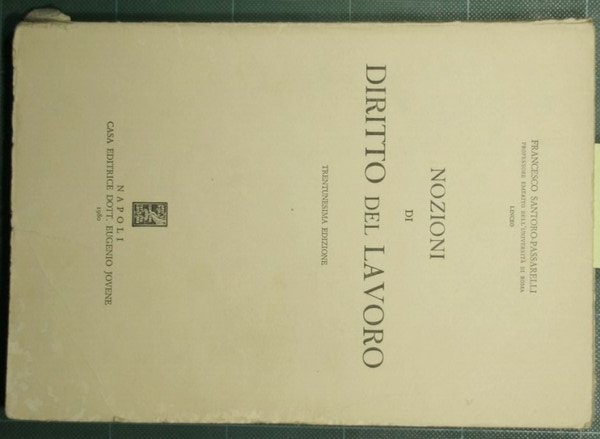 FRANCESCO SANTORO-PASSARELLI
PROFESSORE EMERITO DELL'UNIVERSITÀ DI ROMA
LINCEO
NOZIONI
DI
DIRITTO DEL LAVORO
TRENTUNESIMA EDIZIONE
NAPOLI
CASA EDITRICE DOTT. EUGENIO JOVENE
1980